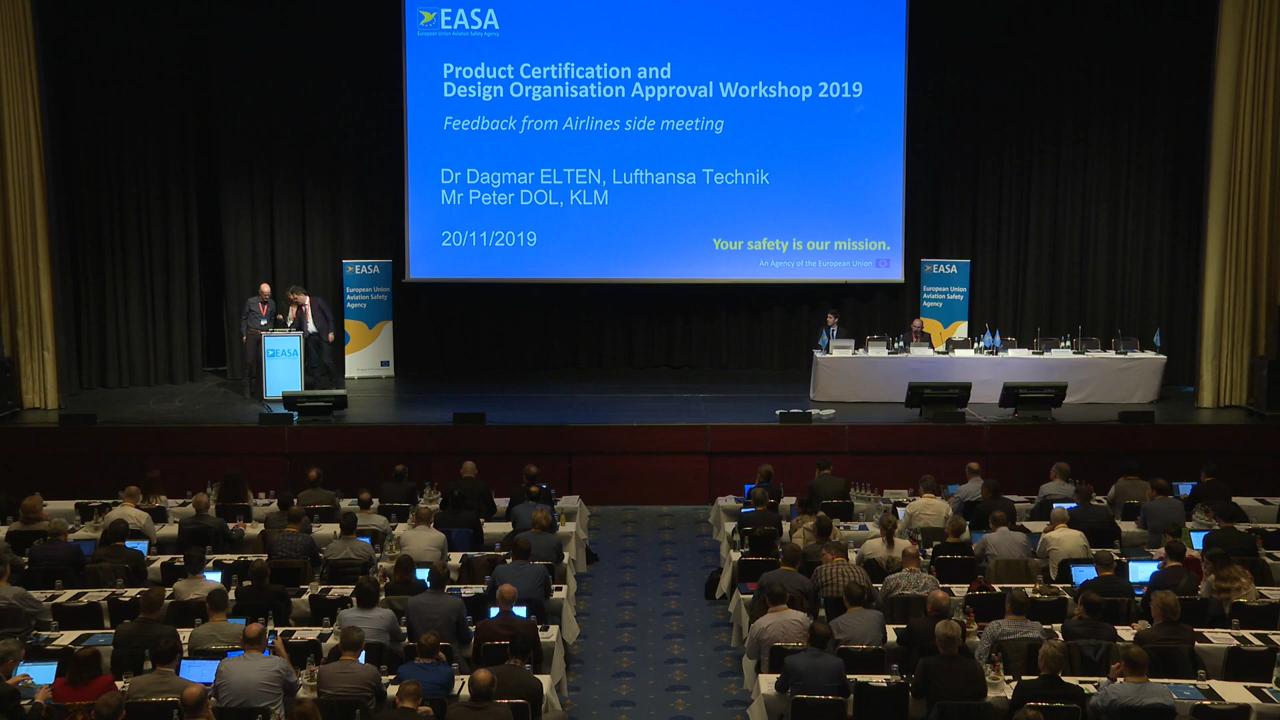 EASA
European Union Aviation Safety Agency
Product Certification and
Design Organisation Approval Workshop 2019
Feedback from Airlines side meeting
Dr Dagmar ELTEN, Lufthansa Technik
Mr Peter DOL, KLM
20/11/2019
Your safety is our mission.
An Agency of the European Union
EASA
European Union
Aviation Safety
Agency
EASA
European Union
Aviation Safety
Agency
EASA